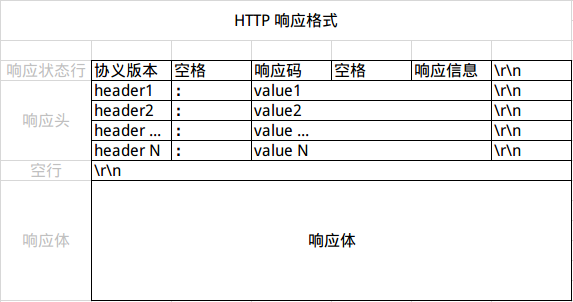 HTTP 响应格式
响应状态行 协义版本 空格 响应码 空格 响应信息 \r\n
响应头
header1 : value1 \r\n
header2 : value2 \r\n
header ... : value ... \r\n
header N : value N \r\n
空行 \r\n
响应体 响应体